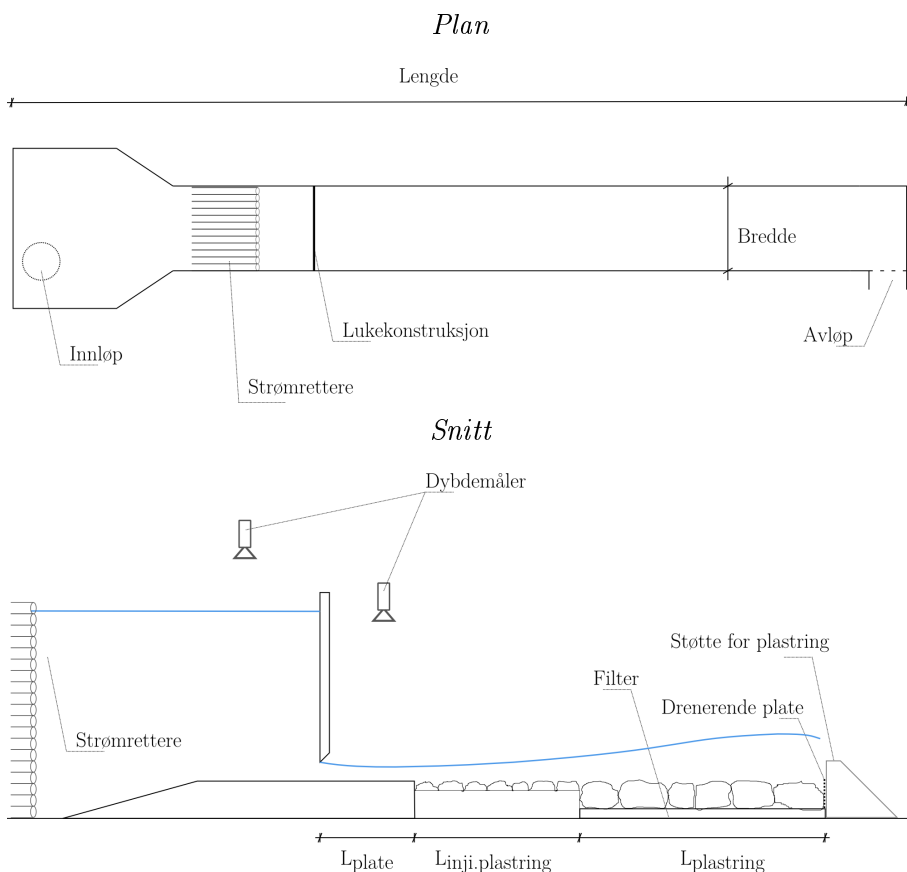 Plan
Lengde
Bredde
Lukekonstruksjon
Avløp
Innløp
Strømrettere
Snitt
Dybdemåler
Støtte for plastring
Filter
Drenerende plate
Strømrettere
Lplate
Linji.plastring
Lplastring